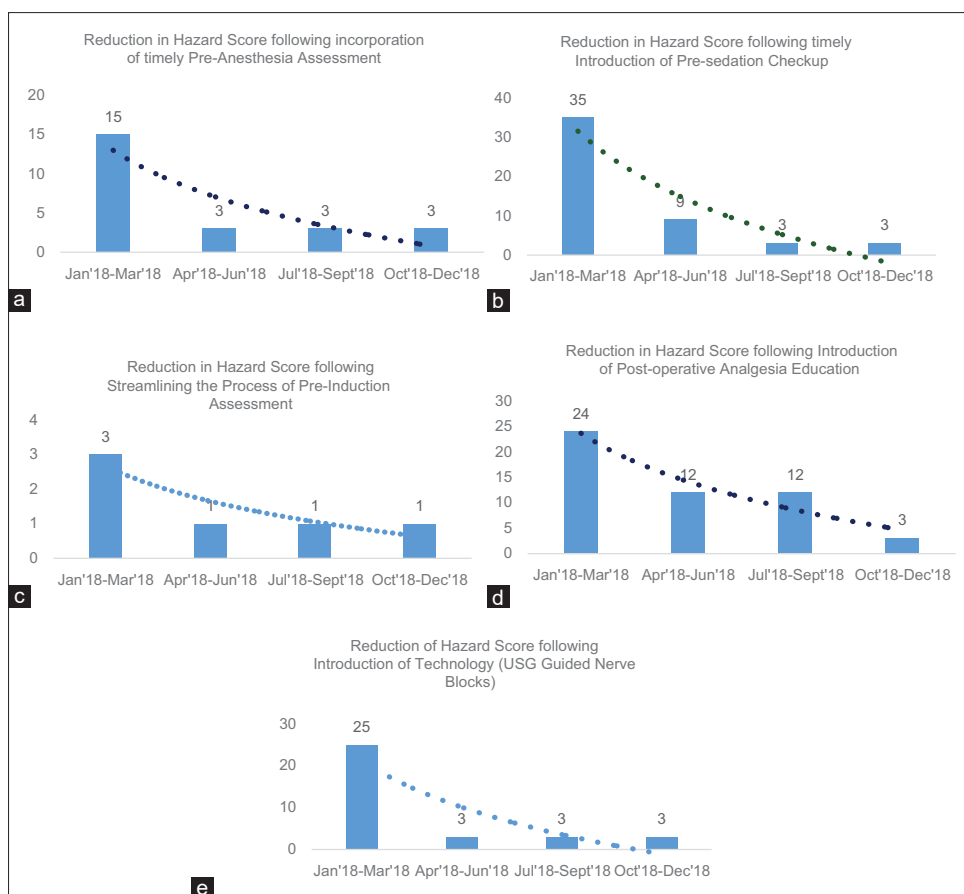 Reduction in Hazard Score following incorporation
of timely Pre-Anesthesia Assessment
20
15
10
5
0
15
3
3
3
Jan'18-Mar'18 Apr'18-Jun'18 Jul'18-Sept'18 Oct'18-Dec'18
a
Reduction in Hazard Score following timely
Introduction of Pre-sedation Checkup
40
30
20
10
0
35
9
3
3
Jan'18-Mar'18 Apr'18-Jun'18 Jul'18-Sept'18 Oct'18-Dec'18
b
Reduction in Hazard Score following
Streamlining the Process of Pre-Induction
Assessment
4
3
2
1
0
3
1
1
1
Jan'18-Mar'18 Apr'18-Jun'18 Jul'18-Sept'18 Oct'18-Dec'18
c
Reduction in Hazard Score following Introduction
of Post-operative Analgesia Education
30
25
20
15
10
5
0
24
12
12
3
Jan'18-Mar'18 Apr'18-Jun'18 Jul'18-Sept'18 Oct'18-Dec'18
d
Reduction of Hazard Score following
Introduction of Technology (USG Guided Nerve
Blocks)
30
20
10
0
25
3
3
3
Jan'18-Mar'18 Apr'18-Jun'18 Jul'18-Sept'18 Oct'18-Dec'18
e